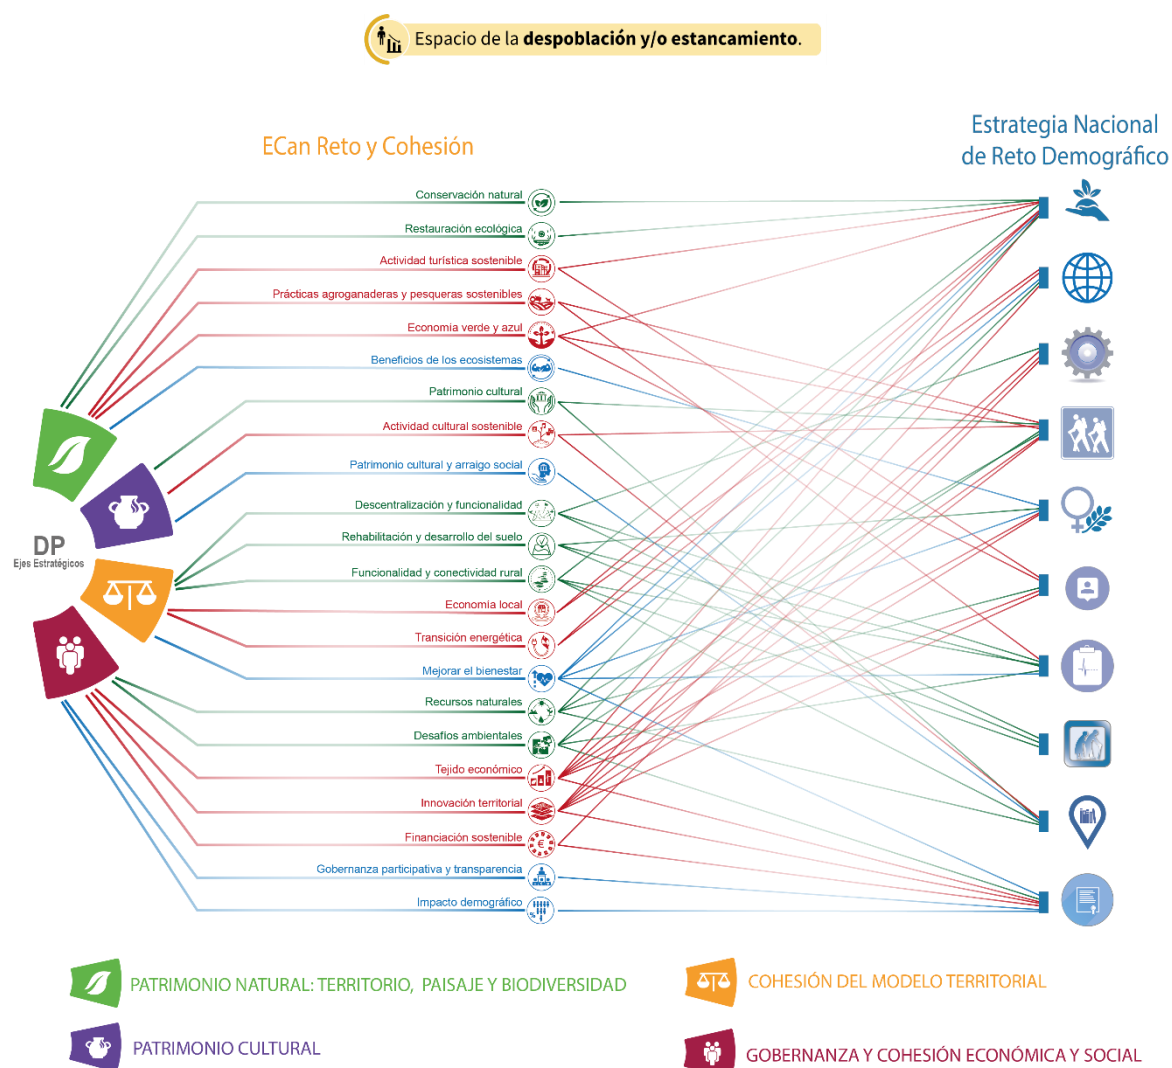 Espacio de la despoblación y/o estancamiento.
ECan Reto y Cohesión
Estrategia Nacional
de Reto Demográfico
Conservación natural
Restauración ecológica
Actividad turística sostenible
Prácticas agroganaderas y pesqueras sostenibles
Economía verde y azul
Beneficios de los ecosistemas
Patrimonio cultural
Actividad cultural sostenible
Patrimonio cultural y arraigo social
Descentralización y funcionalidad
Rehabilitación y desarrollo del suelo
Funcionalidad y conectividad rural
Economía local
Transición energética
Mejorar el bienestar
Recursos naturales
Desafíos ambientales
Tejido económico
Innovación territorial
Financiación sostenible
Gobernanza participativa y transparencia
Impacto demográfico
DP
Ejes Estratégicos
PATRIMONIO NATURAL: TERRITORIO, PAISAJE Y BIODIVERSIDAD
COHESIÓN DEL MODELO TERRITORIAL
PATRIMONIO CULTURAL
GOBERNANZA Y COHESIÓN ECONÓMICA Y SOCIAL